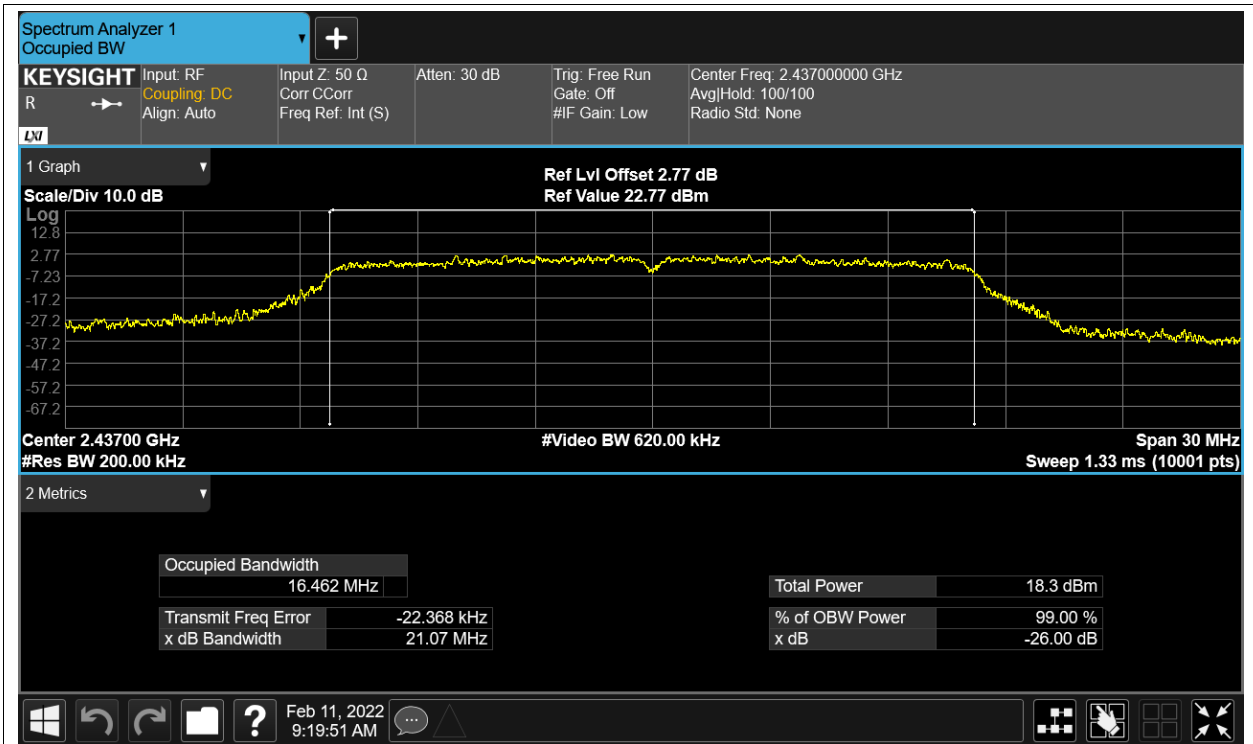 Spectrum Analyzer 1
Occupied BW
KEYSIGHT
R
LXI
Input: RF
Coupling: DC
Align: Auto
Input Z: 50 Ω
Corr CCorr
Freq Ref: Int (S)
Atten: 30 dB
Trig: Free Run
Gate: Off
#IF Gain: Low
Center Freq: 2.437000000 GHz
Avg|Hold: 100/100
Radio Std: None
1 Graph
Scale/Div 10.0 dB
Ref Lvl Offset 2.77 dB
Ref Value 22.77 dBm
Log
12.8
2.77
-7.23
-17.2
-27.2
-37.2
-47.2
-57.2
-67.2
Center 2.43700 GHz
#Res BW 200.00 kHz
#Video BW 620.00 kHz
Span 30 MHz
Sweep 1.33 ms (10001 pts)
2 Metrics
Occupied Bandwidth
16.462 MHz
Transmit Freq Error -22.368 kHz
x dB Bandwidth 21.07 MHz
Total Power 18.3 dBm
% of OBW Power 99.00 %
x dB -26.00 dB
?
Feb 11, 2022
9:19:51 AM